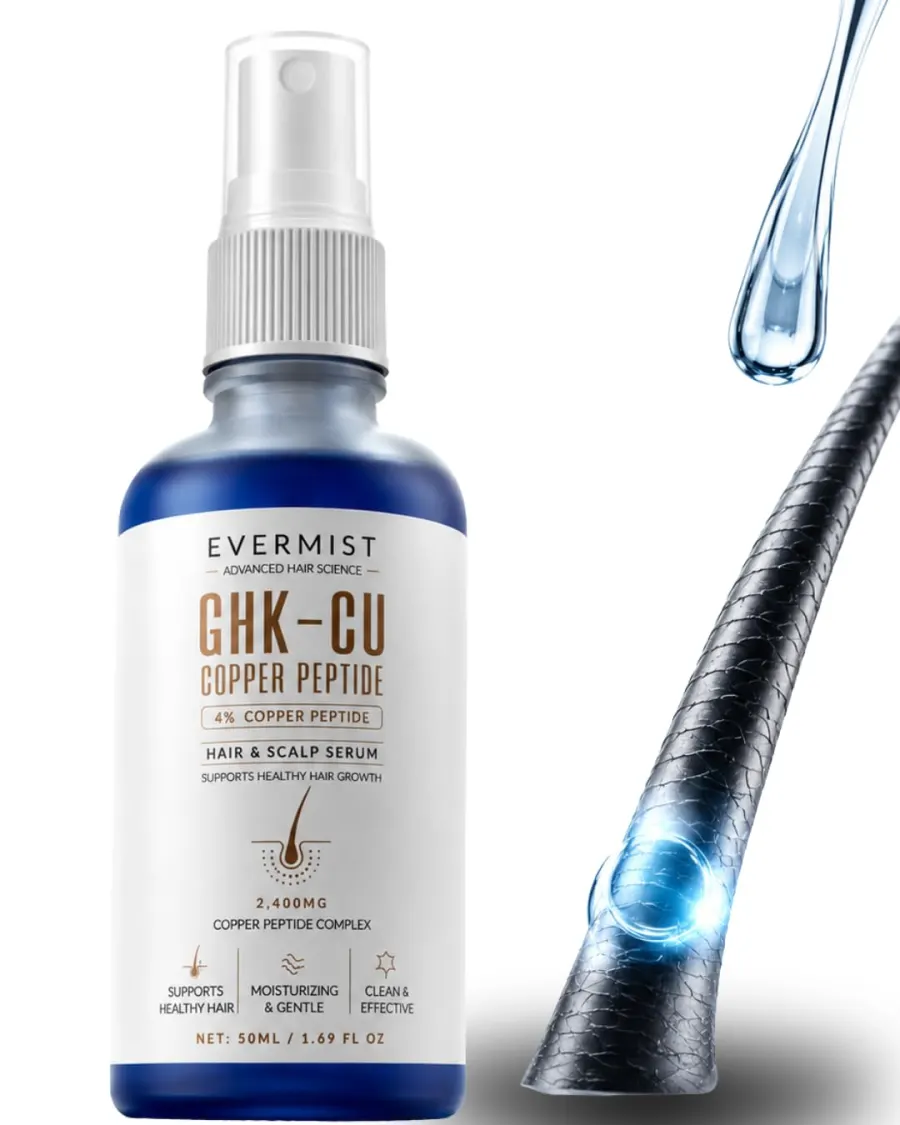 EVERMIST
ADVANCED HAIR SCIENCE
GHK-CU
COPPER PEPTIDE
4% COPPER PEPTIDE
HAIR & SCALP SERUM
SUPPORTS HEALTHY HAIR GROWTH
2,400MG
COPPER PEPTIDE COMPLEX
SUPPORTS
HEALTHY HAIR
MOISTURIZING
& GENTLE
CLEAN &
EFFECTIVE
NET: 50ML / 1.69 FL OZ